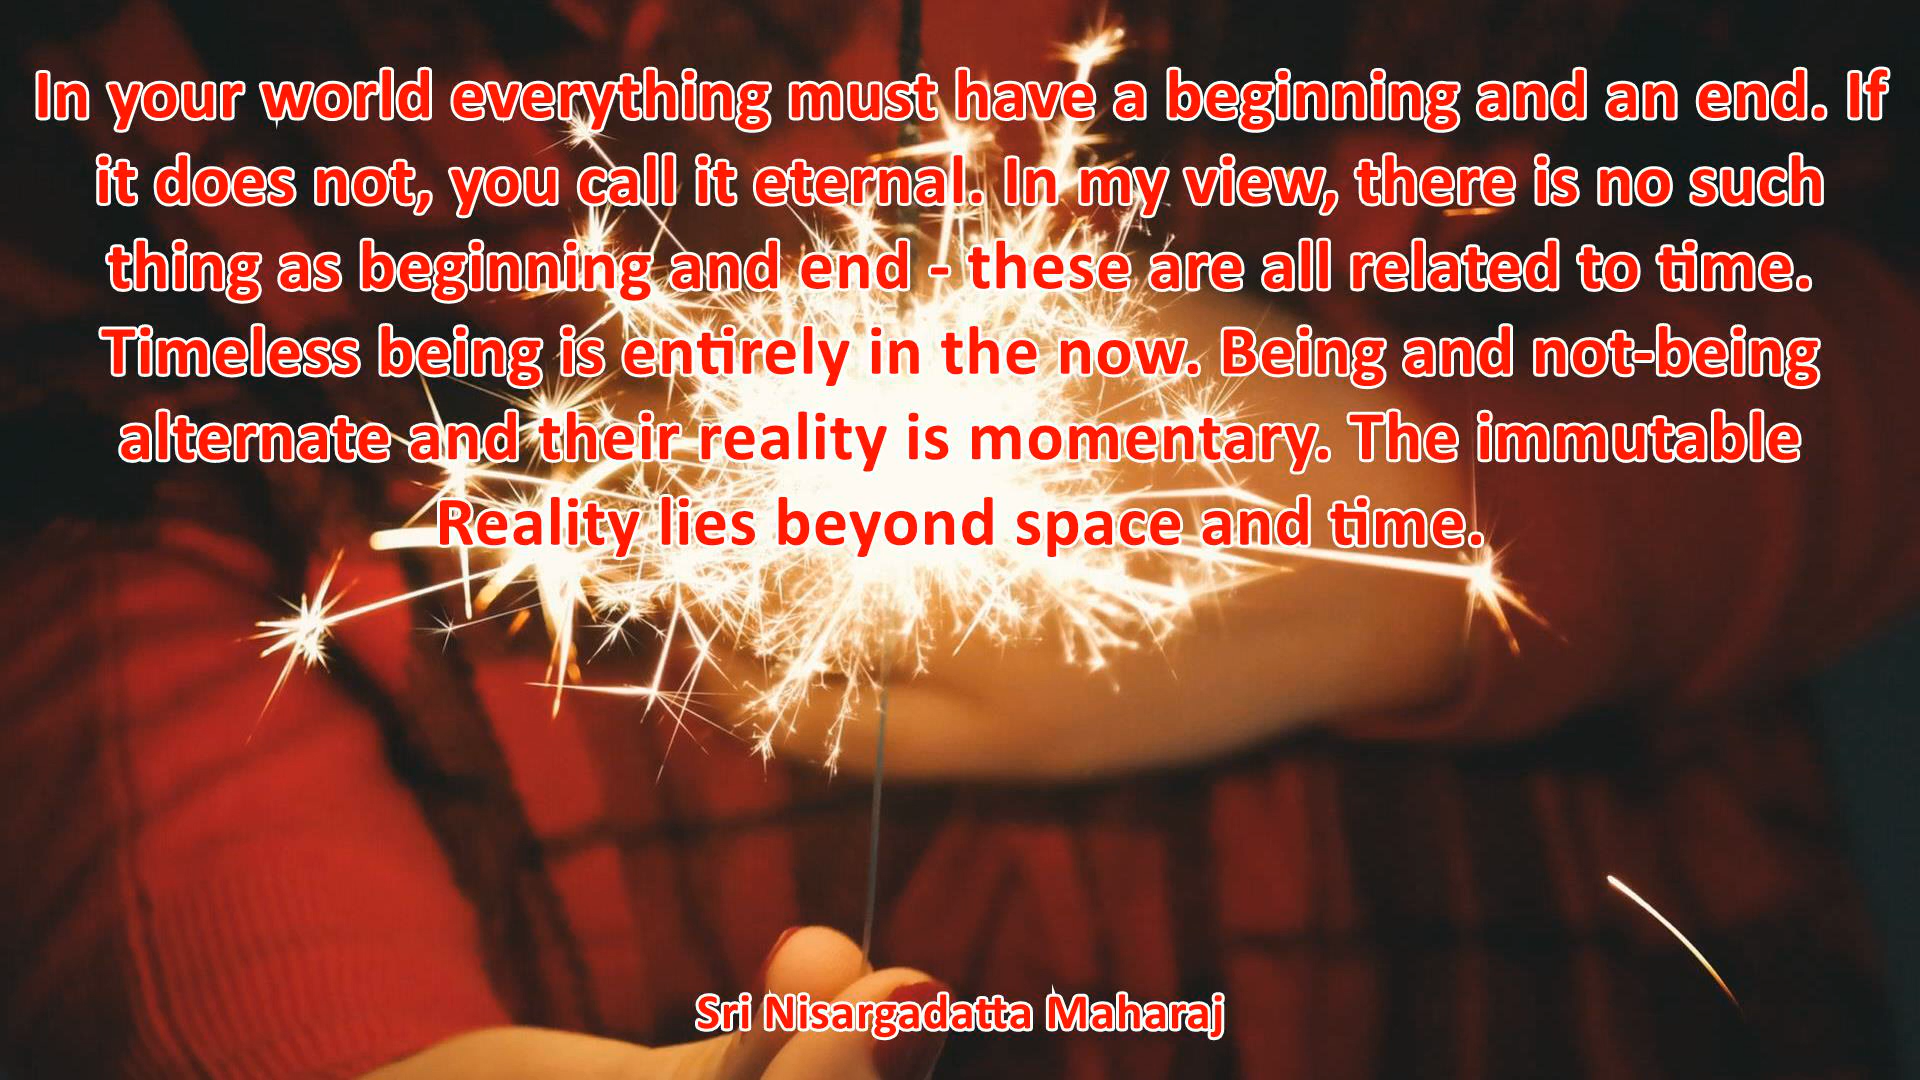 In your world everything must have a beginning and an end. If
it does not, you call it eternal. In my view, there is no such
thing as beginning and end - these are all related to time.
Timeless being is entirely in the now. Being and not-being
alternate and their reality is momentary. The immutable
Reality lies beyond space and time.
Sri Nisargadatta Maharaj